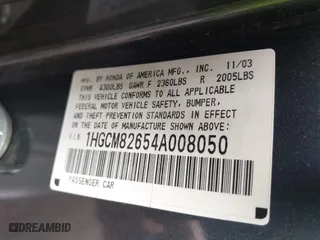 MFG. BY HONDA OF AMERICA MFG., INC. 11/03
GVWR 4300LBS GAWR F 2360LBS R 2005LBS
THIS VEHICLE CONFORMS TO ALL APPLICABLE
FEDERAL MOTOR VEHICLE SAFETY, BUMPER,
AND THEFT PREVENTION STANDARDS IN EFFECT
ON THE DATE OF MANUFACTURE SHOWN ABOVE.
V.I.N. 1HGCM82654A008050
PASSENGER CAR
DREAMBID